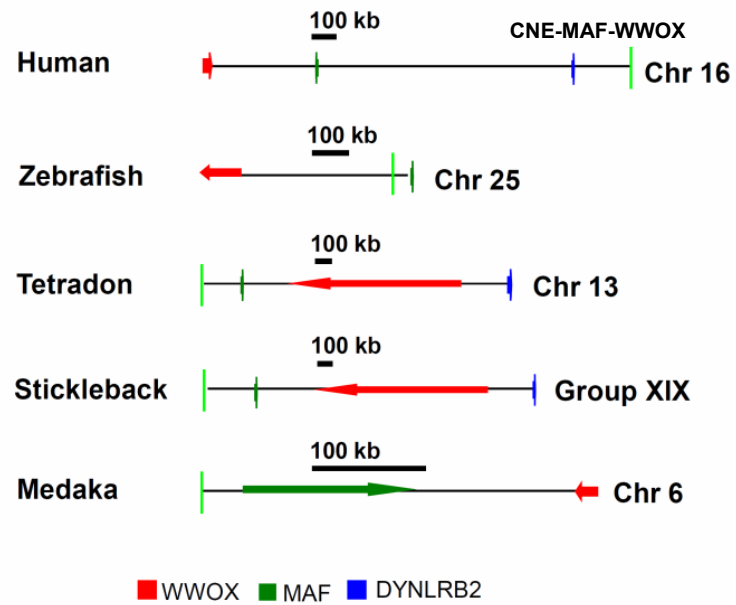 100 kb
CNE-MAF-WWOX
Human
Chr 16
100 kb
Zebrafish
Chr 25
100 kb
Tetradon
Chr 13
100 kb
Stickleback
Group XIX
100 kb
Medaka
Chr 6
WWOX MAF DYNLRB2